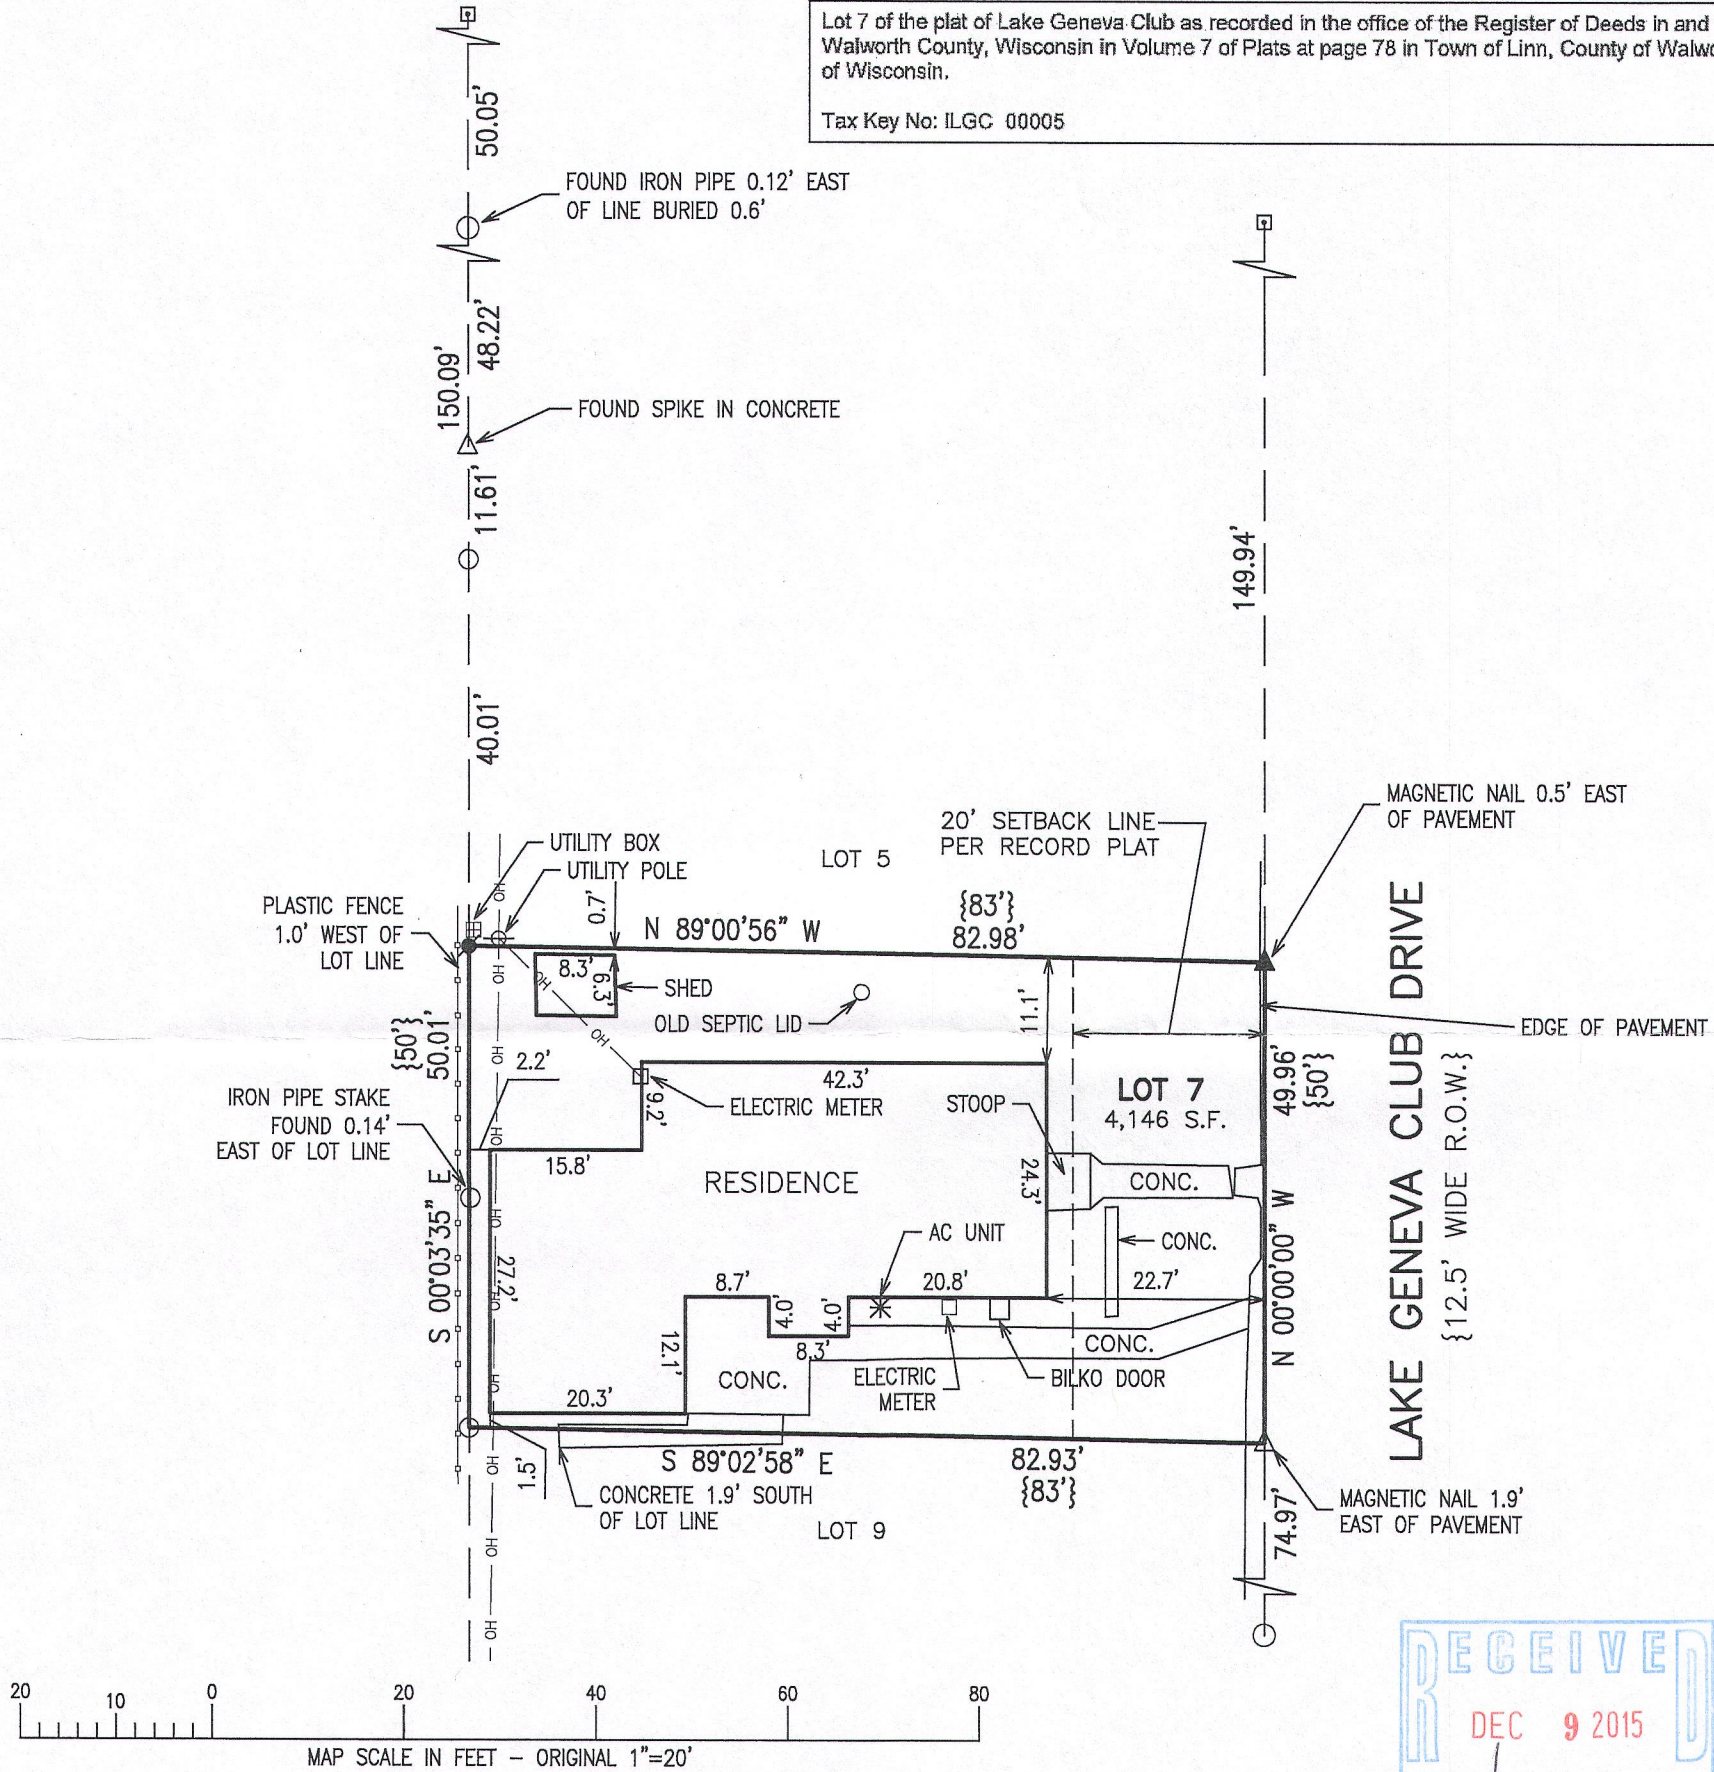 Lot 7 of the plat of Lake Geneva Club as recorded in the office of the Register of Deeds in and
Walworth County, Wisconsin in Volume 7 of Plats at page 78 in Town of Linn, County of
of Wisconsin.
Tax Key No: ILGC 00005
50.05'
FOUND IRON PIPE 0.12' EAST
OF LINE BURIED 0.6'
150.09'
48.22'
FOUND SPIKE IN CONCRETE
11.61'
149.94'
40.01'
MAGNETIC NAIL 0.5' EAST
OF PAVEMENT
20' SETBACK LINE
PER RECORD PLAT
UTILITY BOX
UTILITY POLE
LOT 5
PLASTIC FENCE
1.0' WEST OF
LOT LINE
0.7'
N 89°00'56" W
{83'}
82.98'
8.3'
6.3'
SHED
OLD SEPTIC LID
11.1'
EDGE OF PAVEMENT
{50'}
50.01'
2.2'
42.3'
LOT 7
4,146 S.F.
49.96'
{50'}
IRON PIPE STAKE
FOUND 0.14'
EAST OF LOT LINE
ELECTRIC METER
9.2'
STOOP
15.8'
RESIDENCE
24.3'
CONC.
S 00°03'35" E
27.2'
AC UNIT
CONC.
8.7'
20.8'
22.7'
4.0'
4.0'
8.3'
12.1'
CONC.
CONC.
ELECTRIC
METER
BILKO DOOR
20.3'
N 00°00'00" W
LAKE GENEVA CLUB DRIVE
{12.5' WIDE R.O.W.}
OH
OH
OH
OH
OH
OH
OH
OH
OH
OH
OH
1.5'
S 89°02'58" E
82.93'
{83'}
CONCRETE 1.9' SOUTH
OF LOT LINE
LOT 9
MAGNETIC NAIL 1.9'
EAST OF PAVEMENT
74.97'
20 10 0 20 40 60 80
MAP SCALE IN FEET - ORIGINAL 1"=20'
RECEIVED
DEC 9 2015